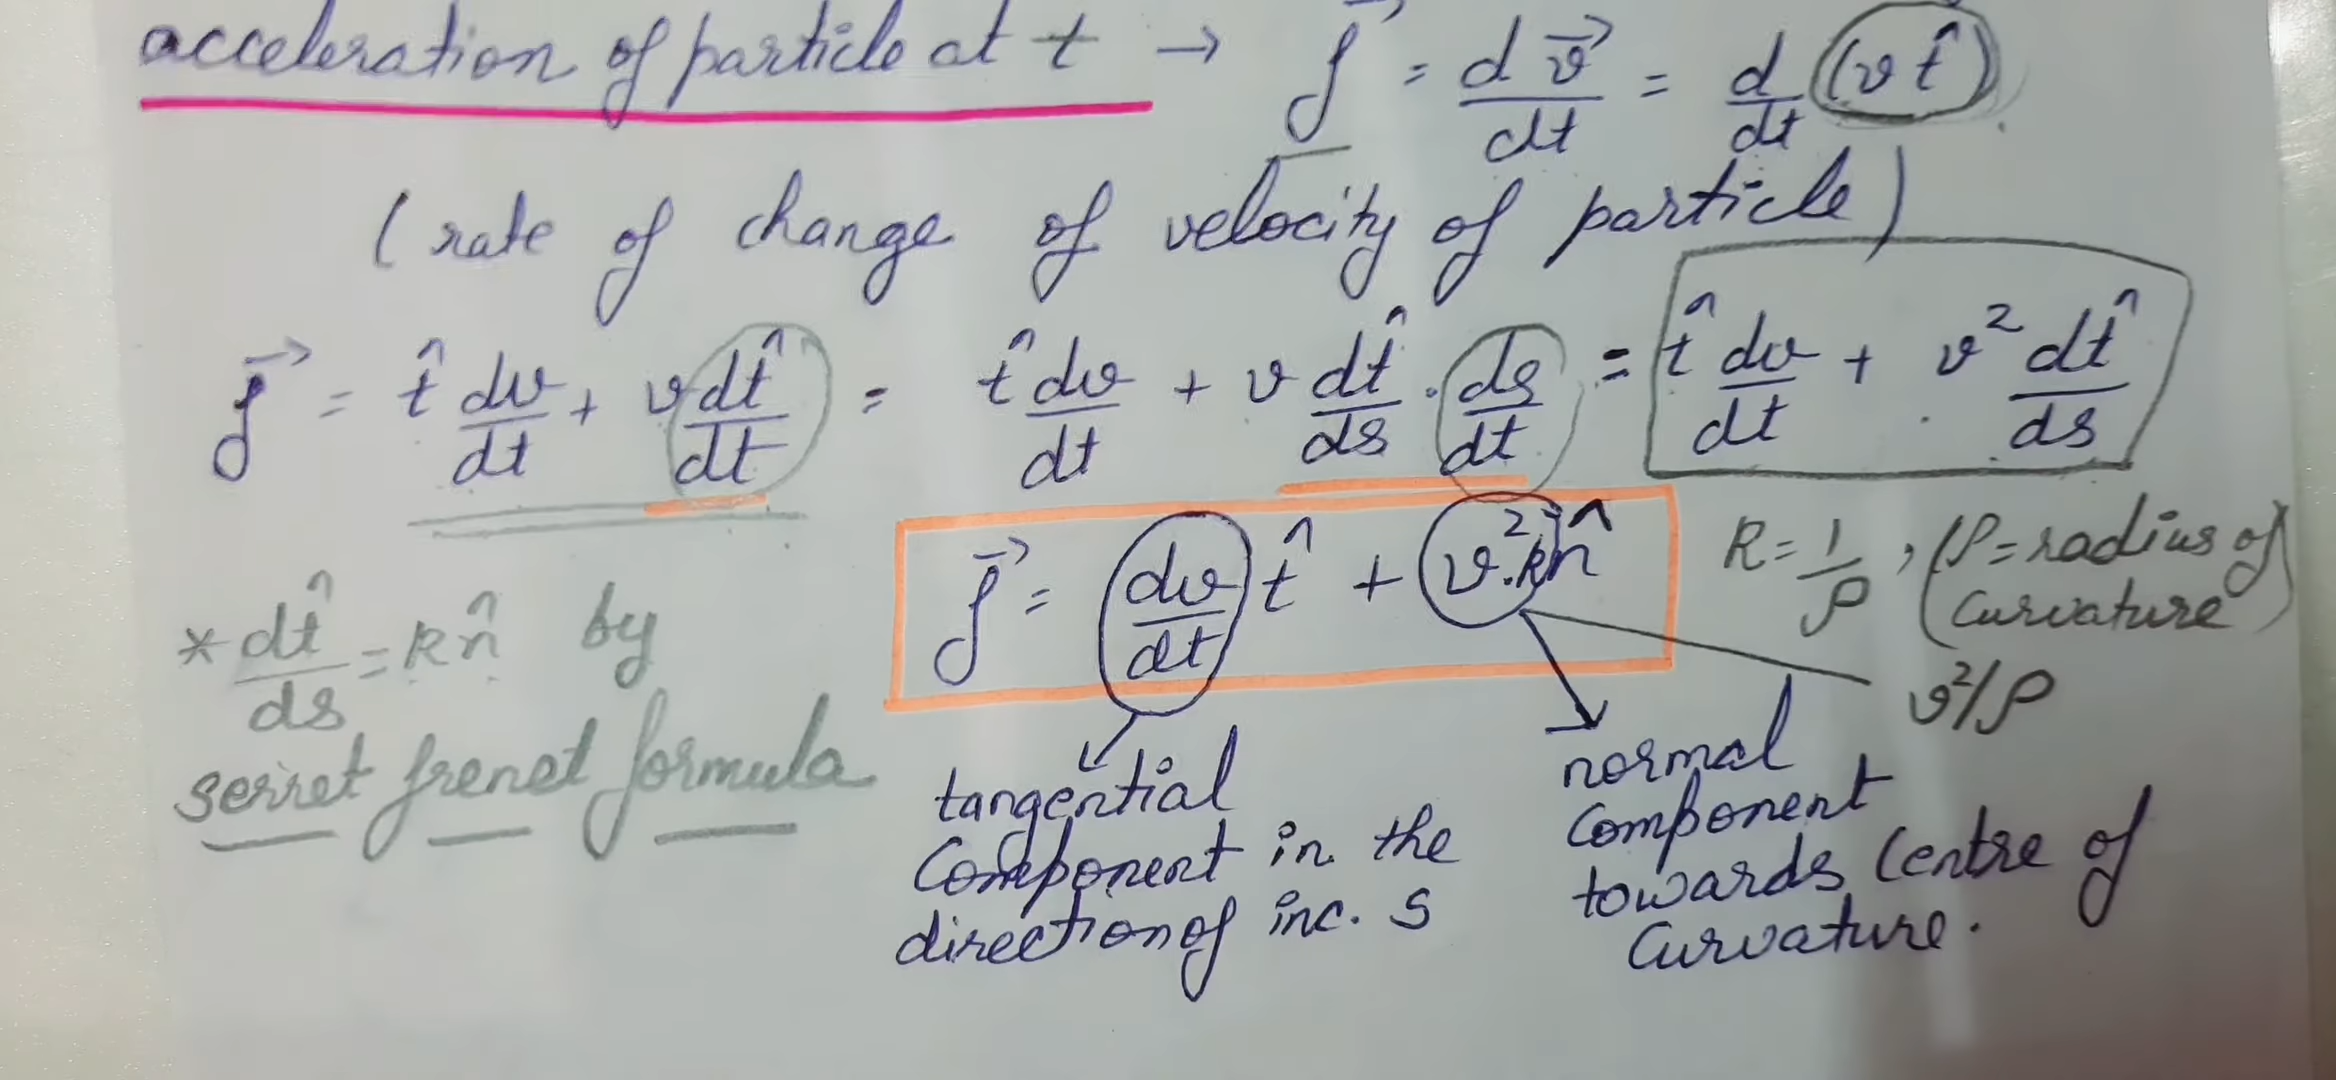 acceleration of particle at t → f⃗ = dv⃗/dt = d/dt (v t̂)
(rate of change of velocity of particle)
f⃗ = t̂ dv/dt + v dt̂/dt = t̂ dv/dt + v dt̂/ds . ds/dt = t̂ dv/dt + v² dt̂/ds
f⃗ = dv/dt t̂ + v².k n̂
k = 1/ρ, (ρ = radius of
curvature)
v²/ρ
* dt̂/ds = k n̂ by
serret frenet formula
tangential
component in the
direction of inc. s
normal
component
towards centre of
curvature.